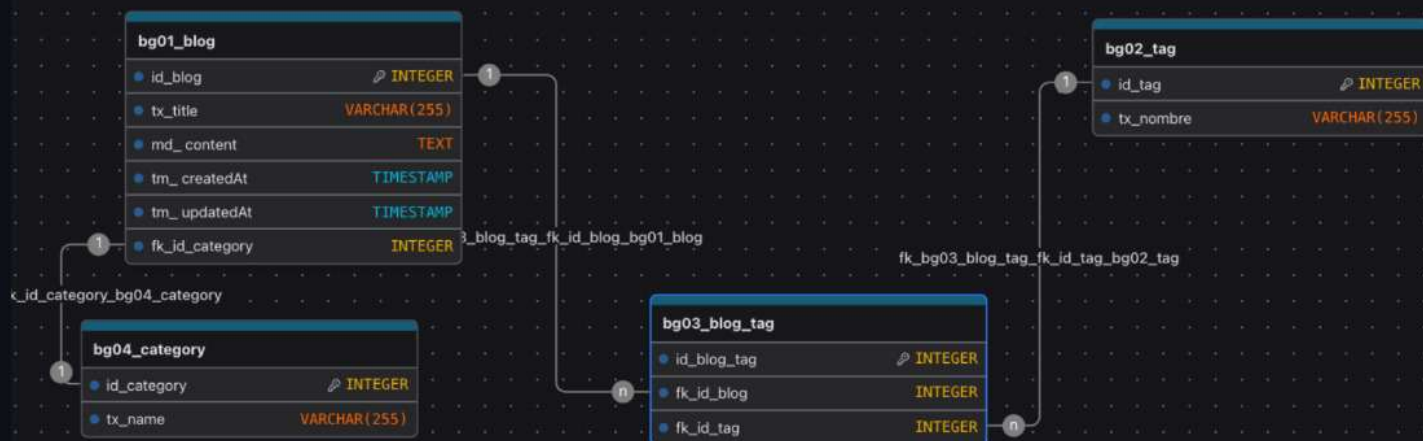 bg01_blog
id_blog INTEGER 1
tx_title VARCHAR(255)
md_ content TEXT
tm_ createdAt TIMESTAMP
tm_ updatedAt TIMESTAMP
1 fk_id_category INTEGER
_blog_tag_fk_id_blog_bg01_blog
_id_category_bg04_category
bg04_category
1 id_category INTEGER
tx_name VARCHAR(255)
bg02_tag
1 id_tag INTEGER
tx_nombre VARCHAR(255)
fk_bg03_blog_tag_fk_id_tag_bg02_tag
bg03_blog_tag
id_blog_tag INTEGER
n fk_id_blog INTEGER
fk_id_tag INTEGER n